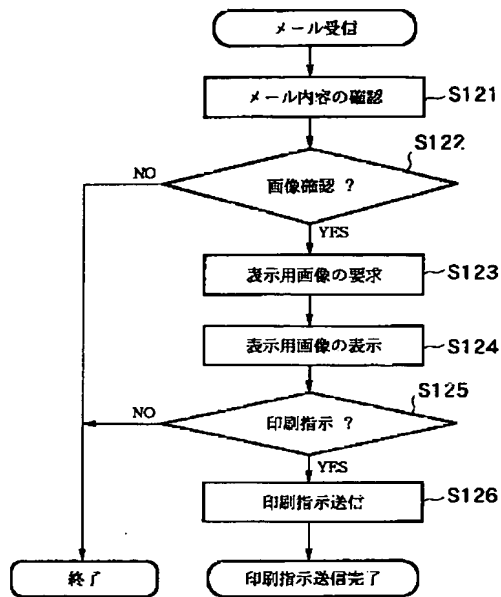 メール受信
メール内容の確認
S121
S122
画像確認 ?
NO
YES
表示用画像の要求
S123
表示用画像の表示
S124
S125
印刷指示 ?
NO
YES
印刷指示送信
S126
終了
印刷指示送信完了